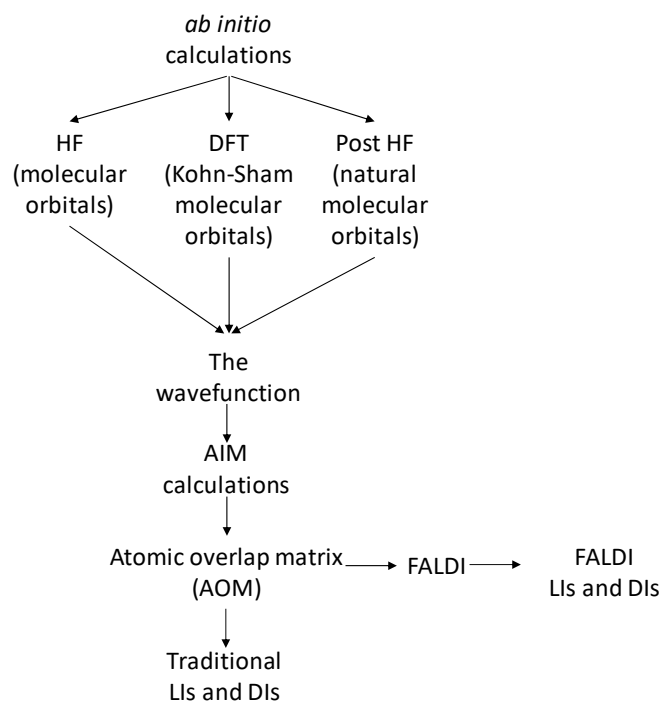 ab initio
calculations
HF
(molecular
orbitals)
DFT
(Kohn-Sham
molecular
orbitals)
Post HF
(natural
molecular
orbitals)
The
wavefunction
AIM
calculations
Atomic overlap matrix
(AOM)
FALDI
FALDI
LIs and DIs
Traditional
LIs and DIs